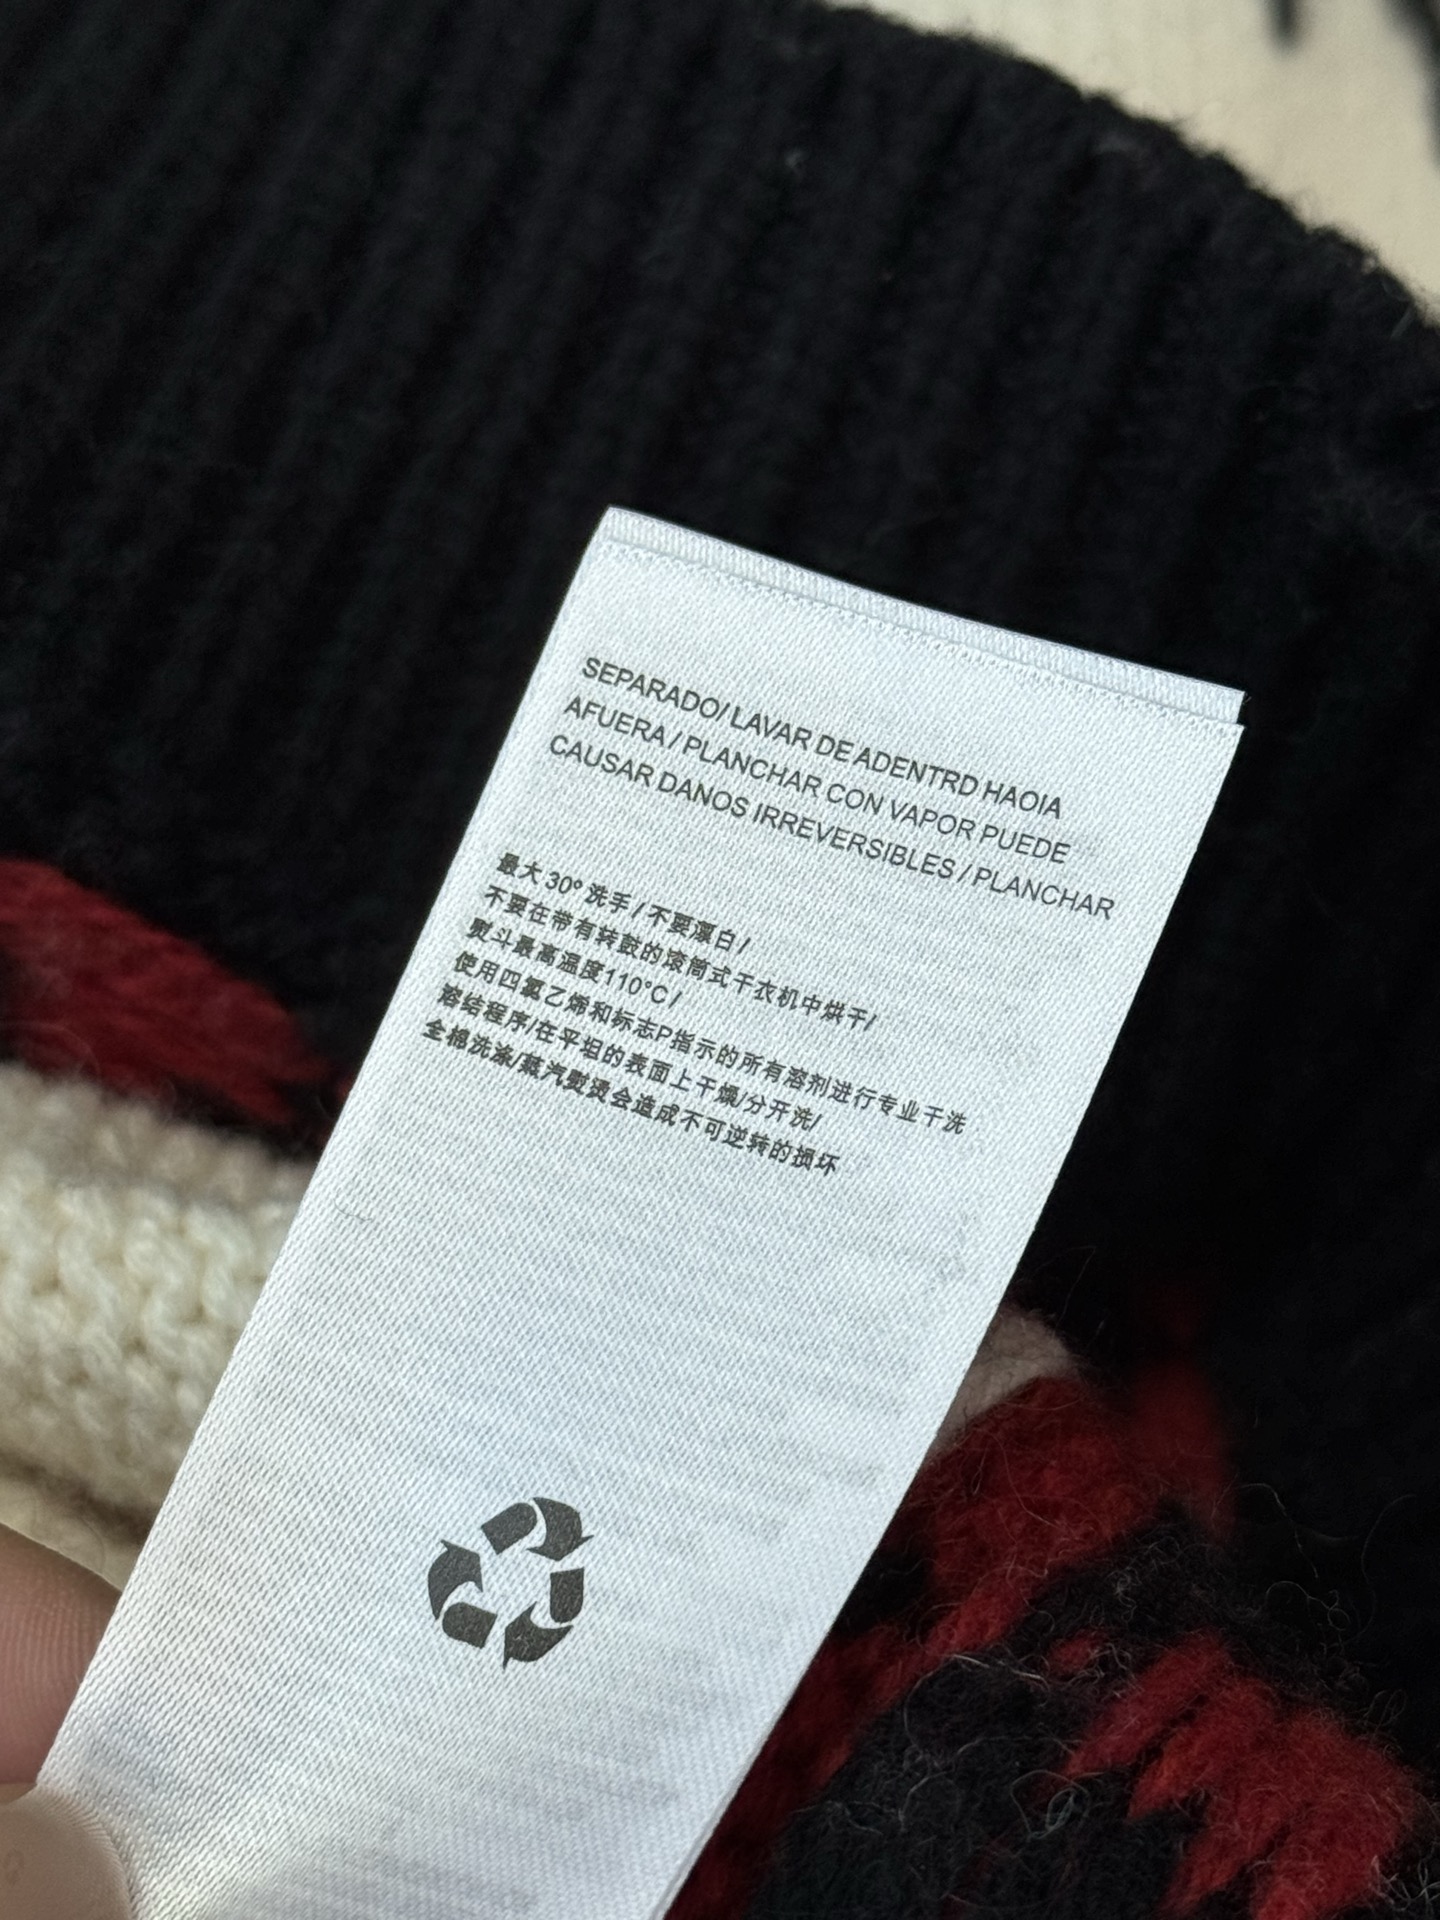 SEPARADO/ LAVAR DE ADENTRD HAOIA
AFUERA / PLANCHAR CON VAPOR PUEDE
CAUSAR DANOS IRREVERSIBLES / PLANCHAR
最大 30° 洗手 / 不要漂白 /
不要在带有转鼓的滚筒式干衣机中烘干/
熨斗最高温度110°C /
使用四氯乙烯和标志P指示的所有溶剂进行专业干洗
溶结程序/在平坦的表面上干燥/分开洗/
全棉洗涤/蒸汽熨烫会造成不可逆转的损坏